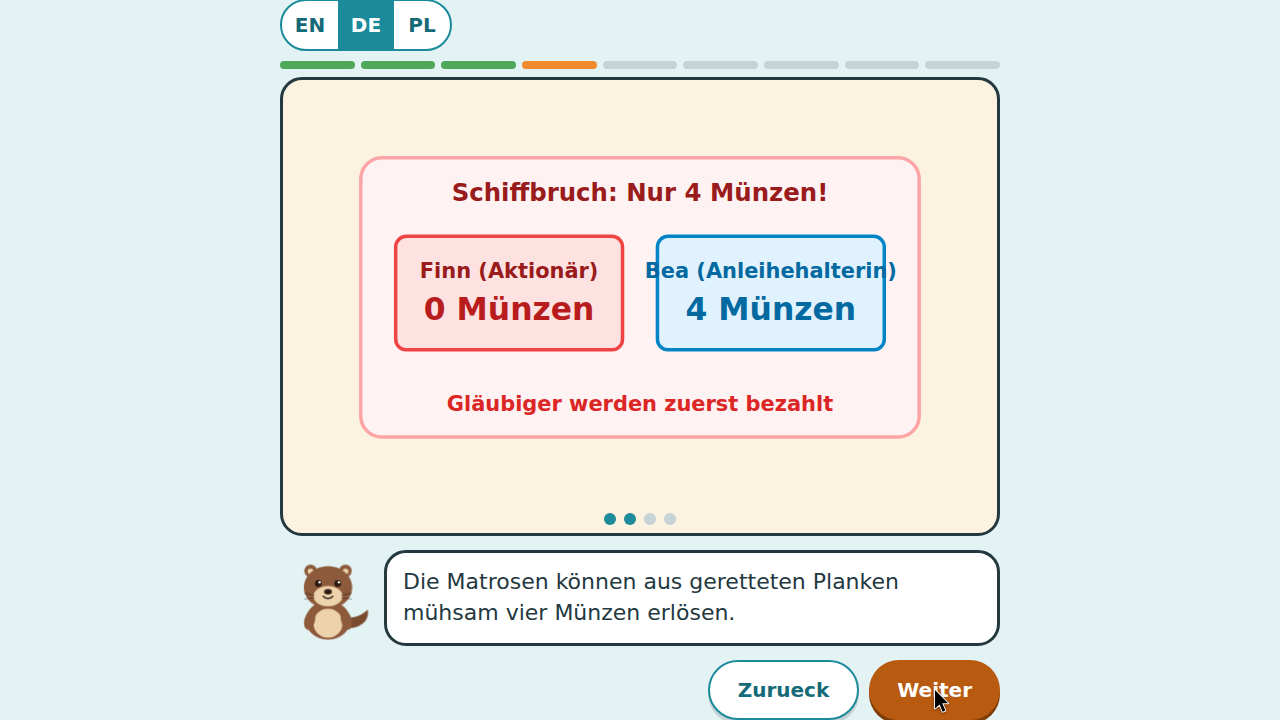 EN DE PL
Schiffbruch: Nur 4 Münzen!
Finn (Aktionär)
0 Münzen
Bea (Anleihehalterin)
4 Münzen
Gläubiger werden zuerst bezahlt
Die Matrosen können aus geretteten Planken
mühsam vier Münzen erlösen.
Zurueck
Weiter